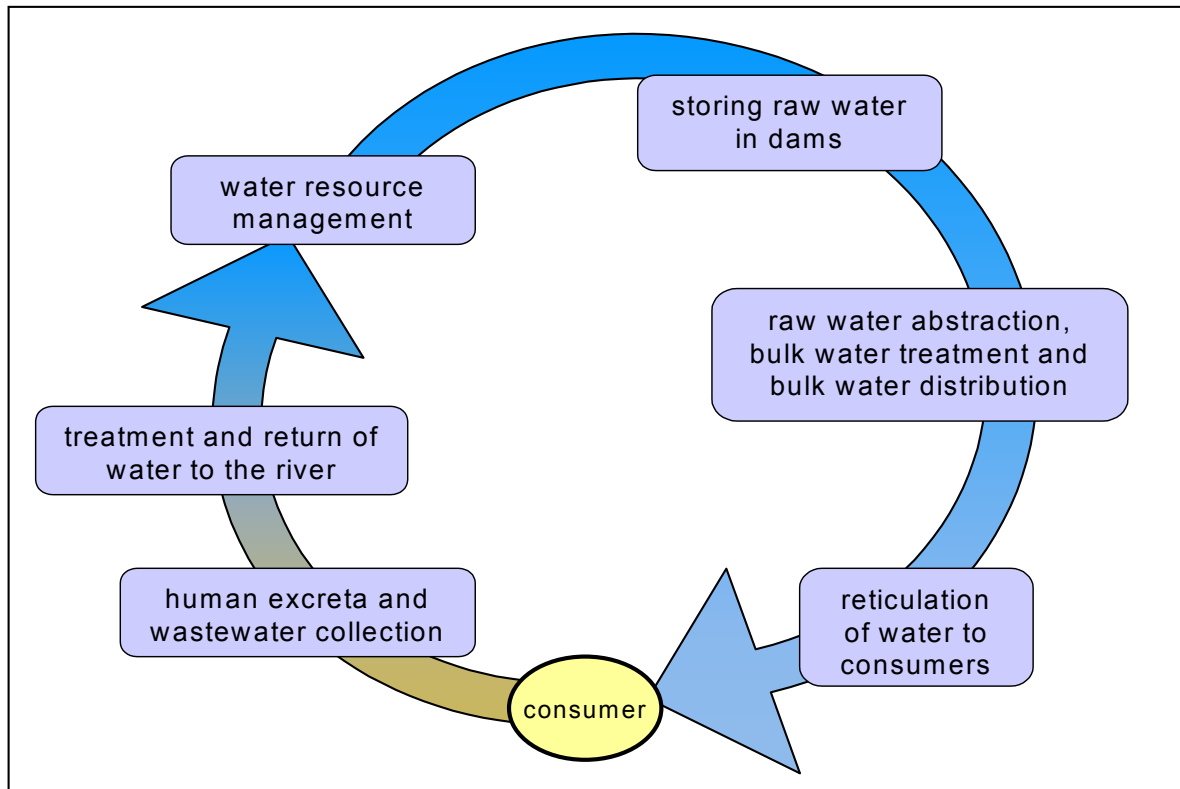 storing raw water
in dams
water resource
management
raw water abstraction,
bulk water treatment and
bulk water distribution
treatment and return of
water to the river
human excreta and
wastewater collection
reticulation
of water to
consumers
consumer